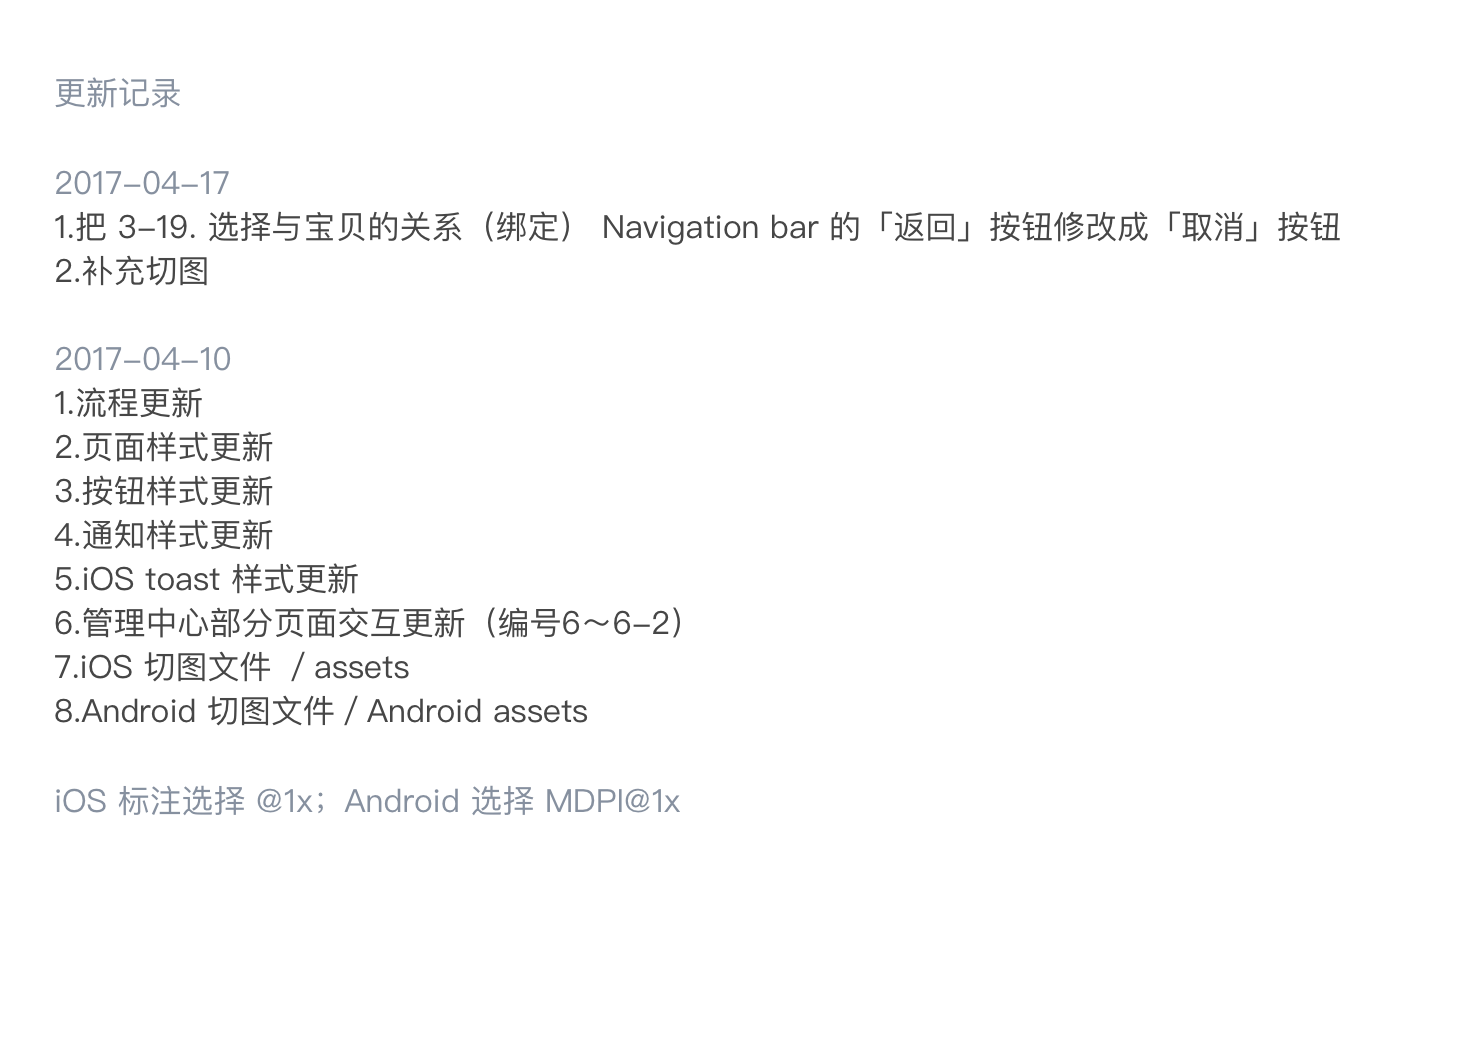 更新记录
2017-04-17
1.把 3-19. 选择与宝贝的关系（绑定） Navigation bar 的「返回」按钮修改成「取消」按钮
2.补充切图
2017-04-10
1.流程更新
2.页面样式更新
3.按钮样式更新
4.通知样式更新
5.iOS toast 样式更新
6.管理中心部分页面交互更新（编号6～6-2）
7.iOS 切图文件 / assets
8.Android 切图文件 / Android assets
iOS 标注选择 @1x；Android 选择 MDPI@1x